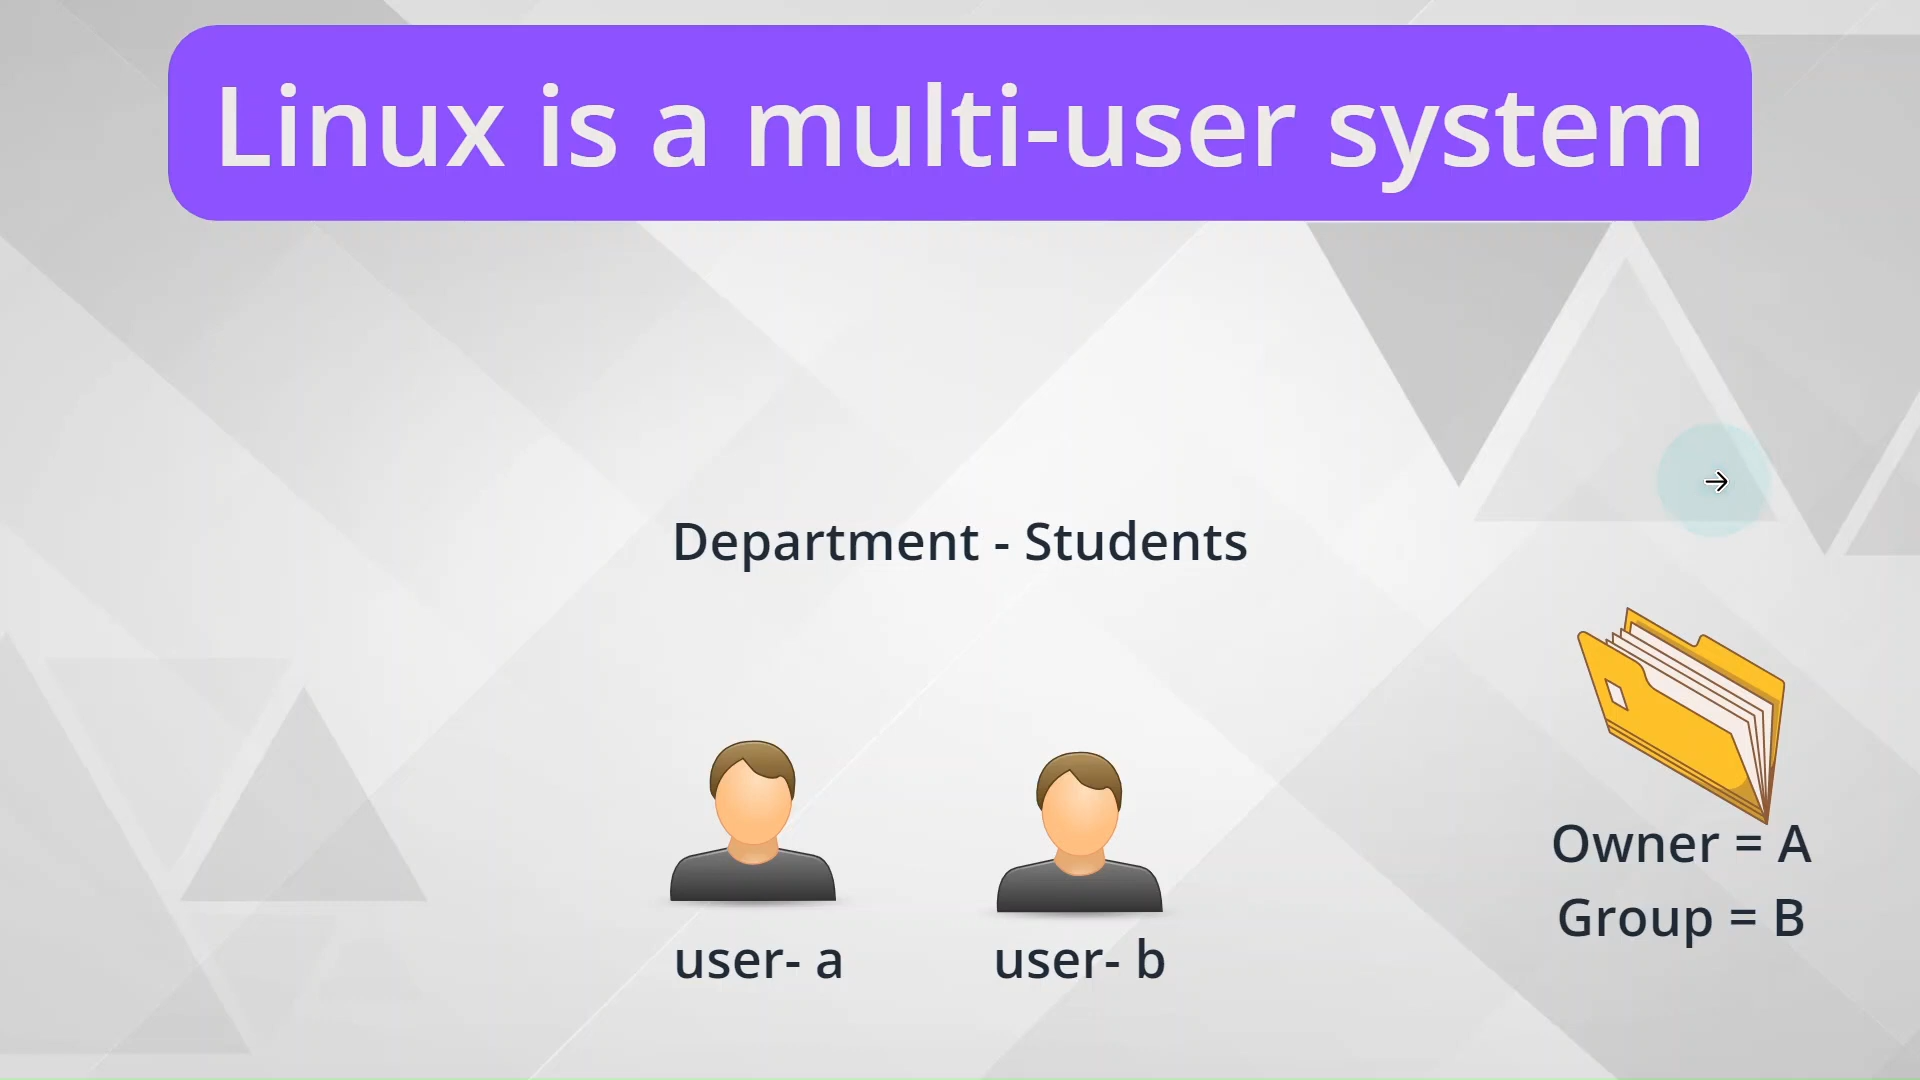 Linux is a multi-user system
Department - Students
Owner = A
Group = B
user- a
user- b